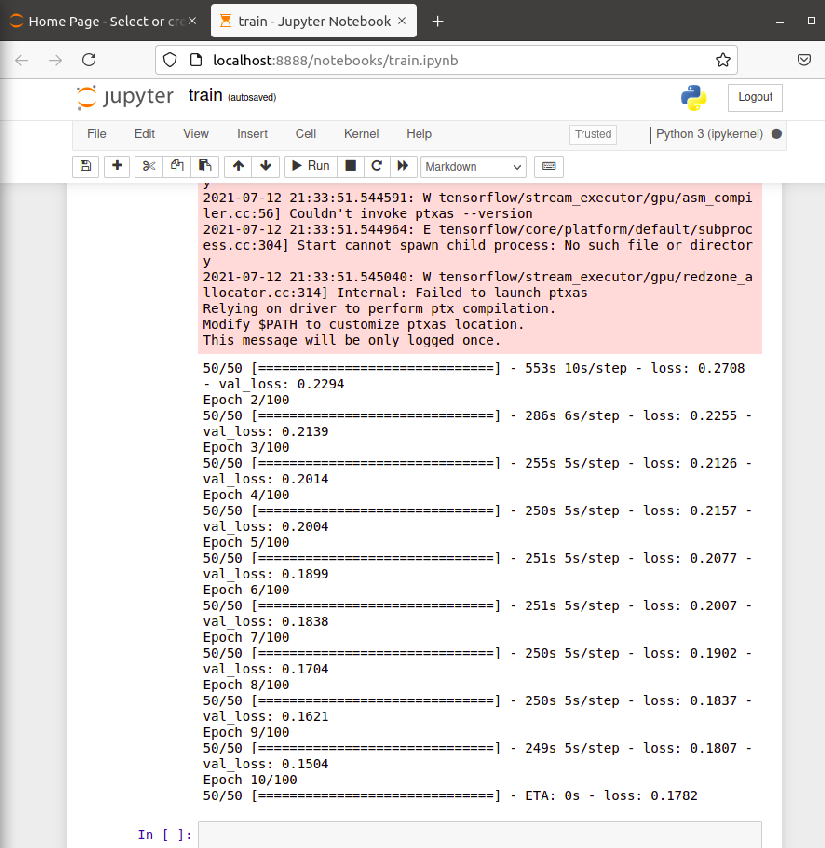 Home Page - Select or cre
train - Jupyter Notebook
localhost:8888/notebooks/train.ipynb
jupyter train (autosaved)
Logout
File Edit View Insert Cell Kernel Help
Trusted
Python 3 (ipykernel)
Run
Markdown
y
2021-07-12 21:33:51.544591: W tensorflow/stream_executor/gpu/asm_compi
ler.cc:56] Couldn't invoke ptxas --version
2021-07-12 21:33:51.544964: E tensorflow/core/platform/default/subproc
ess.cc:304] Start cannot spawn child process: No such file or director
y
2021-07-12 21:33:51.545040: W tensorflow/stream_executor/gpu/redzone_a
llocator.cc:314] Internal: Failed to launch ptxas
Relying on driver to perform ptx compilation.
Modify $PATH to customize ptxas location.
This message will be only logged once.
50/50 [==============================] - 553s 10s/step - loss: 0.2708
- val_loss: 0.2294
Epoch 2/100
50/50 [==============================] - 286s 6s/step - loss: 0.2255 -
val_loss: 0.2139
Epoch 3/100
50/50 [==============================] - 255s 5s/step - loss: 0.2126 -
val_loss: 0.2014
Epoch 4/100
50/50 [==============================] - 250s 5s/step - loss: 0.2157 -
val_loss: 0.2004
Epoch 5/100
50/50 [==============================] - 251s 5s/step - loss: 0.2077 -
val_loss: 0.1899
Epoch 6/100
50/50 [==============================] - 251s 5s/step - loss: 0.2007 -
val_loss: 0.1838
Epoch 7/100
50/50 [==============================] - 250s 5s/step - loss: 0.1902 -
val_loss: 0.1704
Epoch 8/100
50/50 [==============================] - 250s 5s/step - loss: 0.1837 -
val_loss: 0.1621
Epoch 9/100
50/50 [==============================] - 249s 5s/step - loss: 0.1807 -
val_loss: 0.1504
Epoch 10/100
50/50 [==============================] - ETA: 0s - loss: 0.1782
In [ ]: